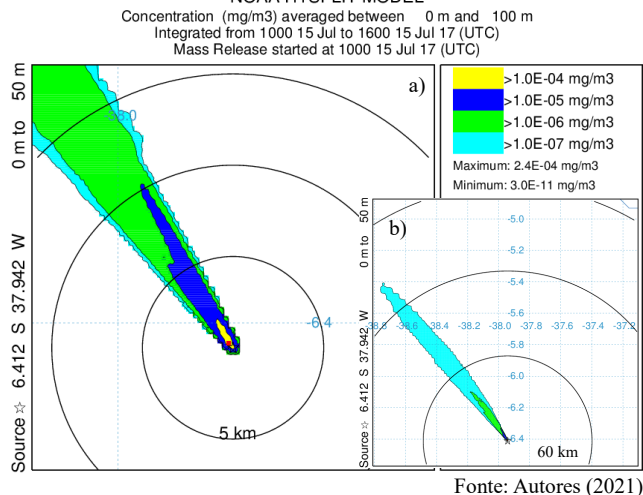 NOAA HYSPLIT MODEL
Concentration (mg/m3) averaged between 0 m and 100 m
Integrated from 1000 15 Jul to 1600 15 Jul 17 (UTC)
Mass Release started at 1000 15 Jul 17 (UTC)
Source ☆ 6.412 S 37.942 W 0 m to 50 m
a)
-38.0
-6.4
5 km
>1.0E-04 mg/m3
>1.0E-05 mg/m3
>1.0E-06 mg/m3
>1.0E-07 mg/m3
Maximum: 2.4E-04 mg/m3
Minimum: 3.0E-11 mg/m3
Source ☆ 6.412 S 37.942 W 0 m to 50 m
b)
-5.0
-5.2
-5.4
-38.8 -38.6 -38.4 -38.2 -38.0 -37.8 -37.6 -37.4 -37.2
-5.8
-6.0
-6.2
-6.4
60 km
Fonte: Autores (2021)